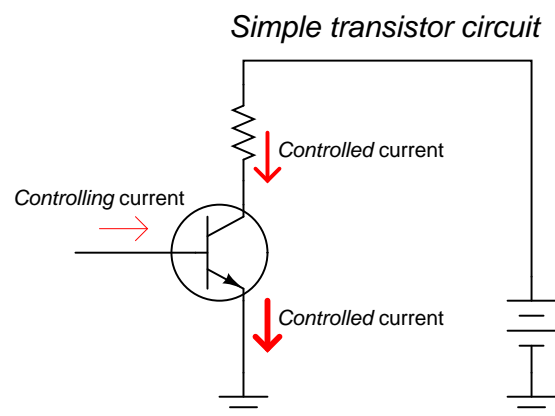 Simple transistor circuit
Controlled current
Controlling current
Controlled current